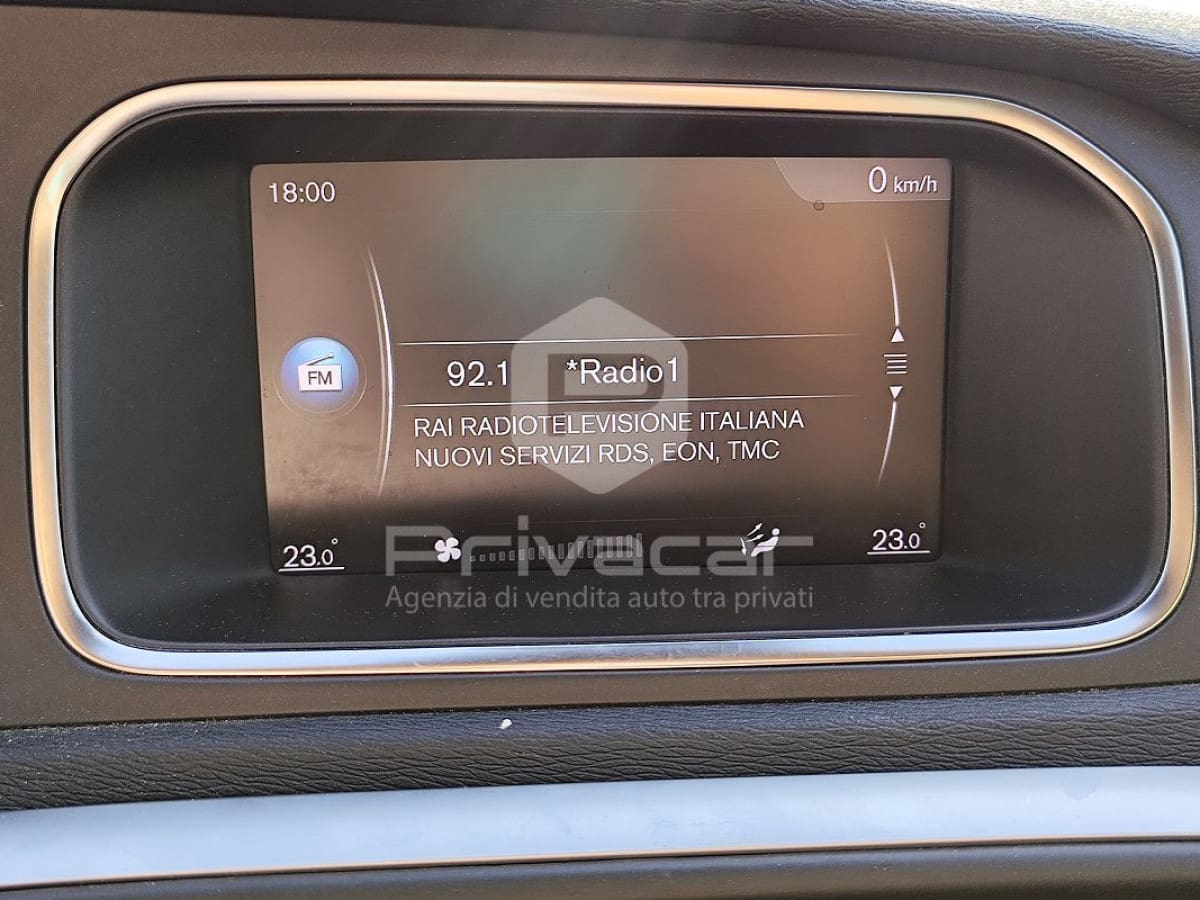 18:00
0 km/h
FM
92.1 *Radio1
RAI RADIOTELEVISIONE ITALIANA
NUOVI SERVIZI RDS, EON, TMC
23.0°
23.0°
Privacar
Agenzia di vendita auto tra privati